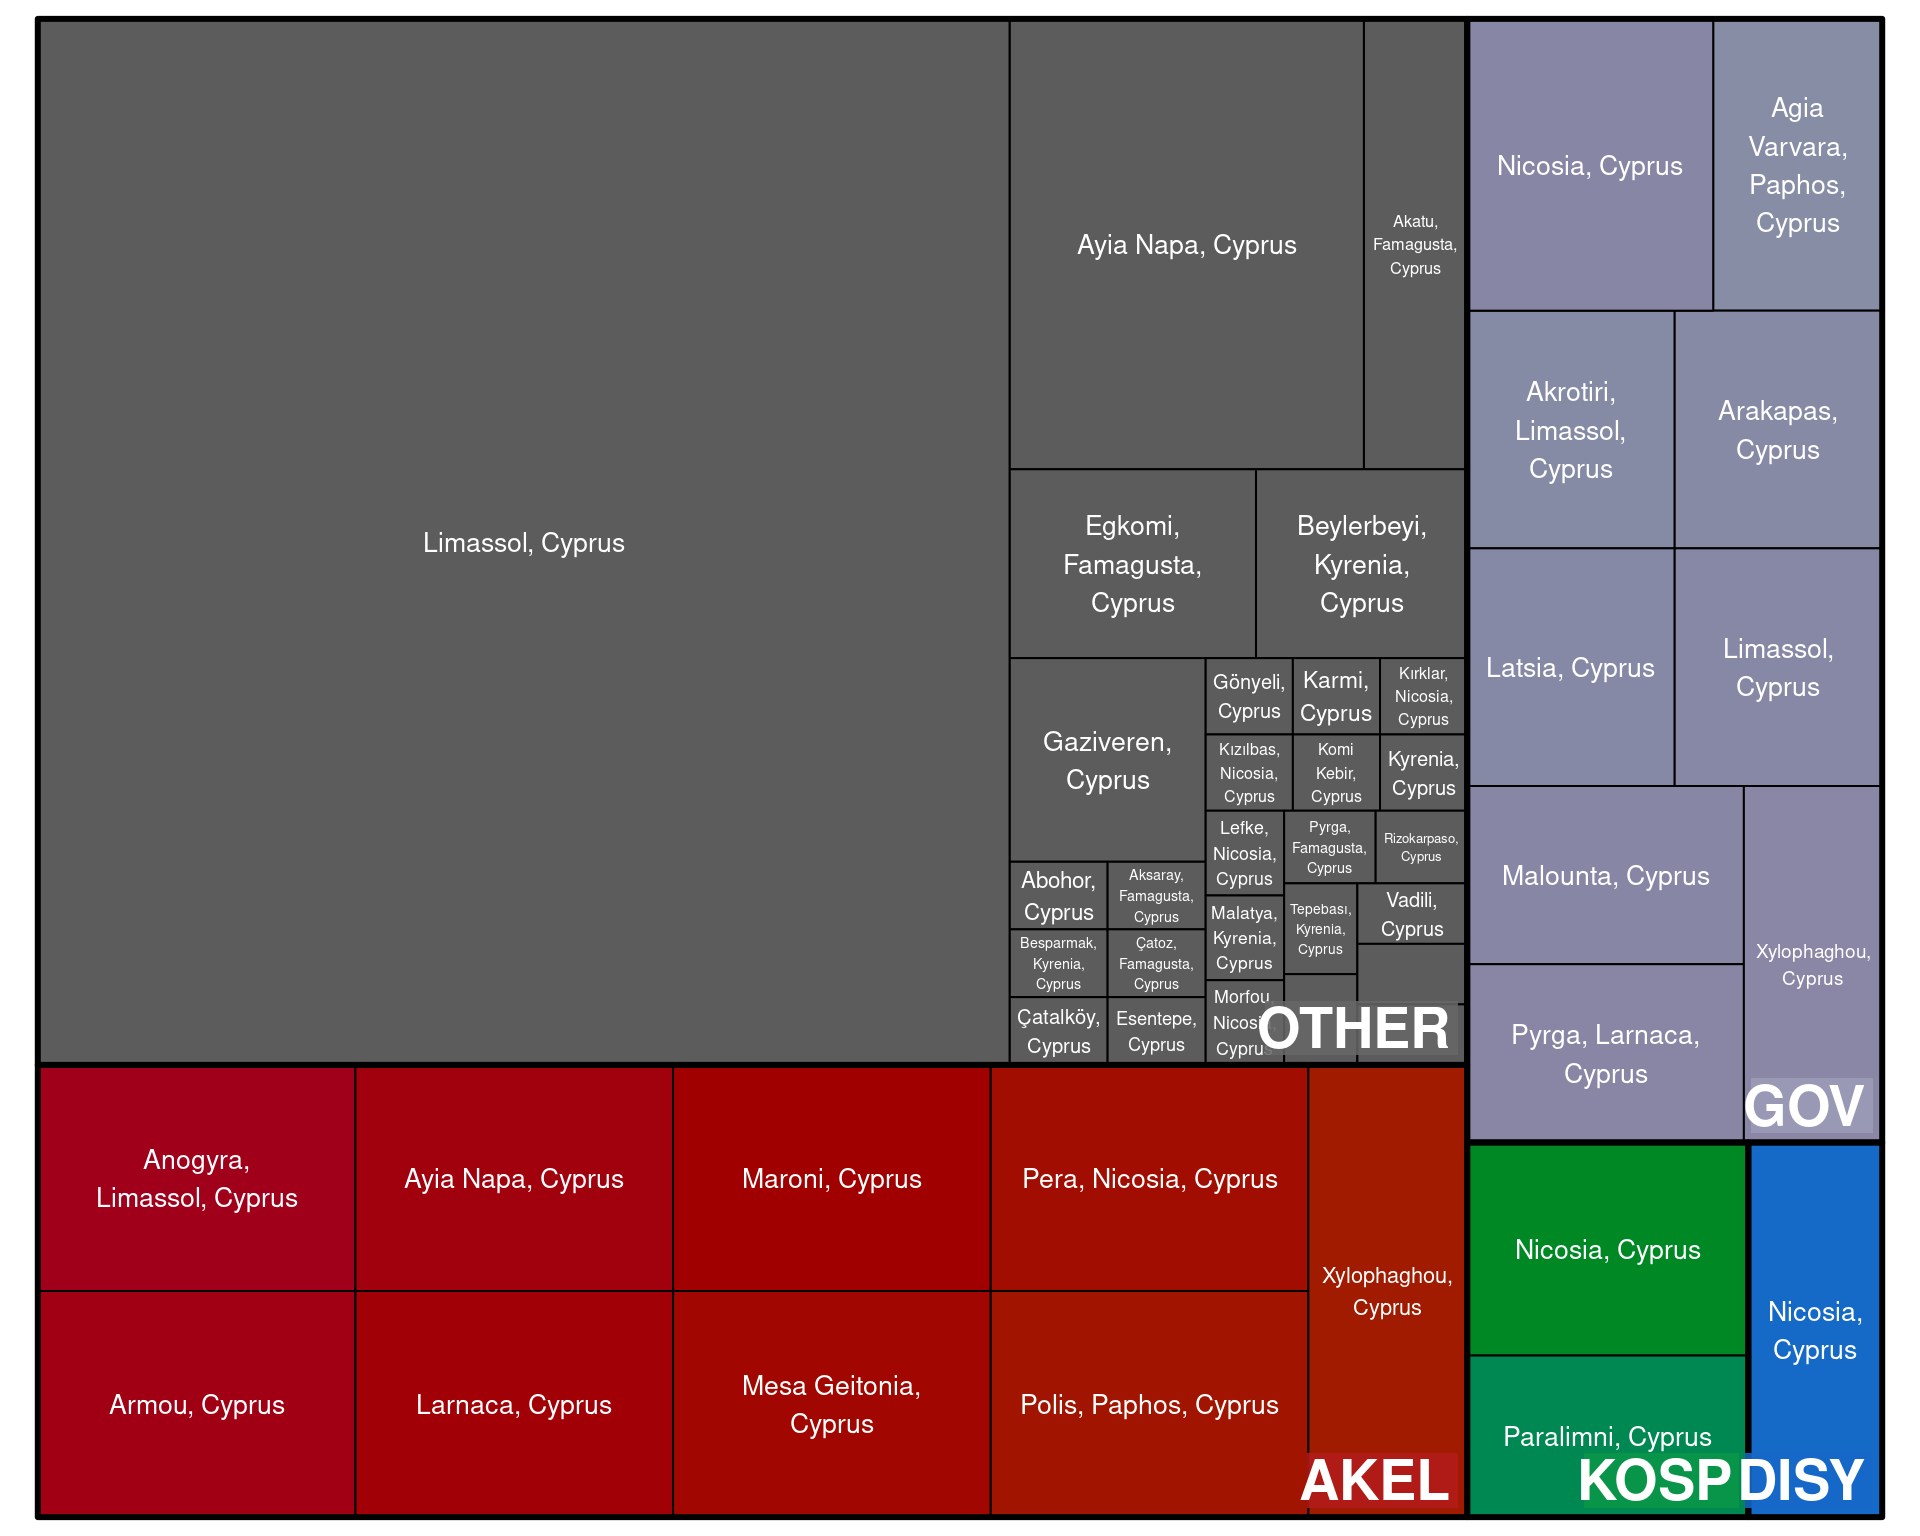 Limassol, Cyprus
Ayia Napa, Cyprus
Akatu,
Famagusta,
Cyprus
Egkomi,
Famagusta,
Cyprus
Beylerbeyi,
Kyrenia,
Cyprus
Gaziveren,
Cyprus
Gönyeli,
Cyprus
Karmi,
Cyprus
Kırklar,
Nicosia,
Cyprus
Kızılbas,
Nicosia,
Cyprus
Komi
Kebir,
Cyprus
Kyrenia,
Cyprus
Lefke,
Nicosia,
Cyprus
Pyrga,
Famagusta,
Cyprus
Rizokarpaso,
Cyprus
Abohor,
Cyprus
Aksaray,
Famagusta,
Cyprus
Malatya,
Kyrenia,
Cyprus
Tepebası,
Kyrenia,
Cyprus
Vadili,
Cyprus
Besparmak,
Kyrenia,
Cyprus
Çatoz,
Famagusta,
Cyprus
Çatalköy,
Cyprus
Esentepe,
Cyprus
Morfou,
Nicosia,
Cyprus
OTHER
Nicosia, Cyprus
Agia
Varvara,
Paphos,
Cyprus
Akrotiri,
Limassol,
Cyprus
Arakapas,
Cyprus
Latsia, Cyprus
Limassol,
Cyprus
Malounta, Cyprus
Xylophaghou,
Cyprus
Pyrga, Larnaca,
Cyprus
GOV
Anogyra,
Limassol, Cyprus
Ayia Napa, Cyprus
Maroni, Cyprus
Pera, Nicosia, Cyprus
Xylophaghou,
Cyprus
Armou, Cyprus
Larnaca, Cyprus
Mesa Geitonia,
Cyprus
Polis, Paphos, Cyprus
AKEL
Nicosia, Cyprus
Paralimni, Cyprus
KOSP
Nicosia,
Cyprus
DISY